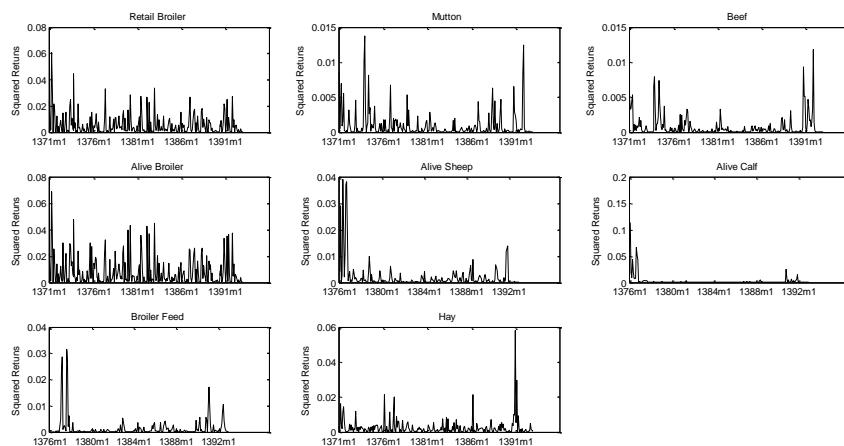 Retail Broiler
Mutton
Beef
0.08
0.06
0.04
0.02
0
Squared Returns
1371m1 1376m1 1381m1 1386m1 1391m1
0.015
0.01
0.005
0
Squared Retuns
1371m1 1376m1 1381m1 1386m1 1391m1
0.015
0.01
0.005
0
Squared Retuns
1371m1 1376m1 1381m1 1386m1 1391m1
Alive Broiler
Alive Sheep
Alive Calf
0.08
0.06
0.04
0.02
0
Squared Retuns
1371m1 1376m1 1381m1 1386m1 1391m1
0.04
0.03
0.02
0.01
0
Squared Retuns
1376m1 1380m1 1384m1 1388m1 1392m1
0.2
0.15
0.1
0.05
0
Squared Retuns
1376m1 1380m1 1384m1 1388m1 1392m1
Broiler Feed
Hay
0.04
0.03
0.02
0.01
0
Squared Retuns
1376m1 1380m1 1384m1 1388m1 1392m1
0.06
0.04
0.02
0
Squared Retuns
1371m1 1376m1 1381m1 1386m1 1391m1